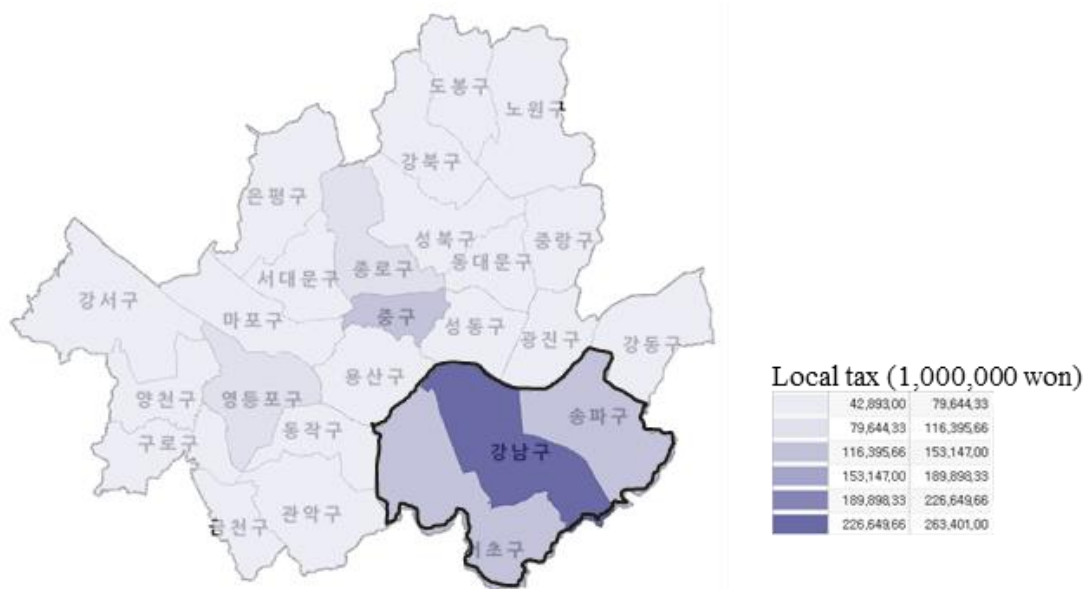 도봉구
노원구
강북구
은평구
성북구
중랑구
동대문구
서대문구
종로구
강서구
마포구
중구
성동구
광진구
강동구
용산구
양천구
영등포구
송파구
동작구
구로구
강남구
관악구
금천구
서초구
Local tax (1,000,000 won)
42,893,00 79,644,33
79,644,33 116,395,66
116,395,66 153,147,00
153,147,00 189,898,33
189,898,33 226,649,66
226,649,66 263,401,00